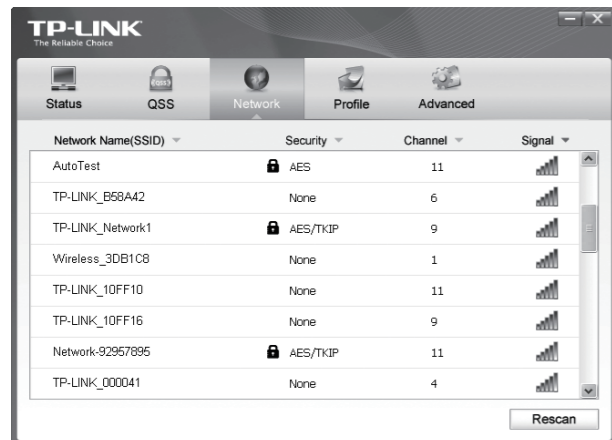 TP-LINK
The Reliable Choice
Status QSS Network Profile Advanced
Network Name(SSID) Security Channel Signal
AutoTest AES 11
TP-LINK_B58A42 None 6
TP-LINK_Network1 AES/TKIP 9
Wireless_3DB1C8 None 1
TP-LINK_10FF10 None 11
TP-LINK_10FF16 None 9
Network-92957895 AES/TKIP 11
TP-LINK_000041 None 4
Rescan